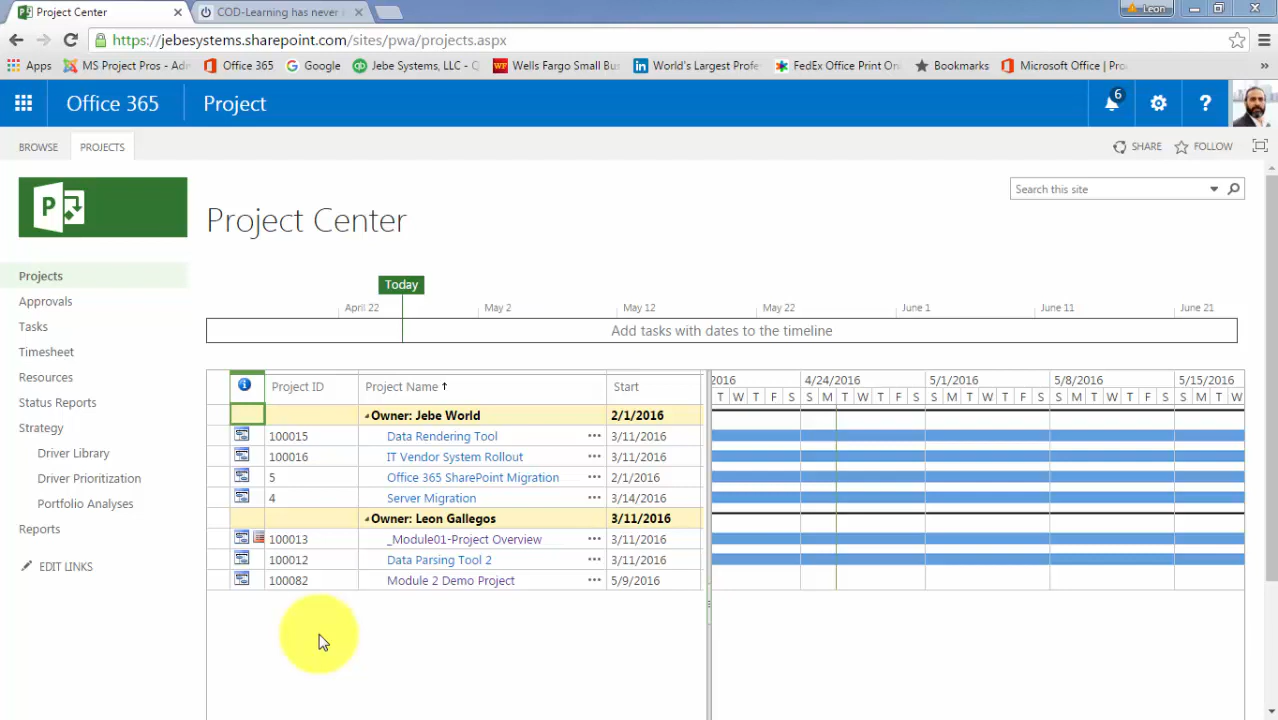 Project Center
COD-Learning has never
Leon
https://jebesystems.sharepoint.com/sites/pwa/projects.aspx
Apps MS Project Pros - Adm Office 365 Google Jebe Systems, LLC - Q Wells Fargo Small Bus World's Largest Profe FedEx Office Print On Bookmarks Microsoft Office | Pro »
Office 365 Project 6 ?
BROWSE PROJECTS SHARE FOLLOW
P
Search this site
Project Center
Projects
Approvals
Tasks
Timesheet
Resources
Status Reports
Strategy
Driver Library
Driver Prioritization
Portfolio Analyses
Reports
EDIT LINKS
Today
April 22 May 2 May 12 May 22 June 1 June 11 June 21
Add tasks with dates to the timeline
Project ID Project Name ↑ Start
2016 4/24/2016 5/1/2016 5/8/2016 5/15/2016
T W T F S S M T W T F S S M T W T F S S M T W T F S S M T W
Owner: Jebe World 2/1/2016
100015 Data Rendering Tool ••• 3/11/2016
100016 IT Vendor System Rollout ••• 3/11/2016
5 Office 365 SharePoint Migration ••• 2/1/2016
4 Server Migration ••• 3/14/2016
Owner: Leon Gallegos 3/11/2016
100013 _Module01-Project Overview ••• 3/11/2016
100012 Data Parsing Tool 2 ••• 3/11/2016
100082 Module 2 Demo Project ••• 5/9/2016